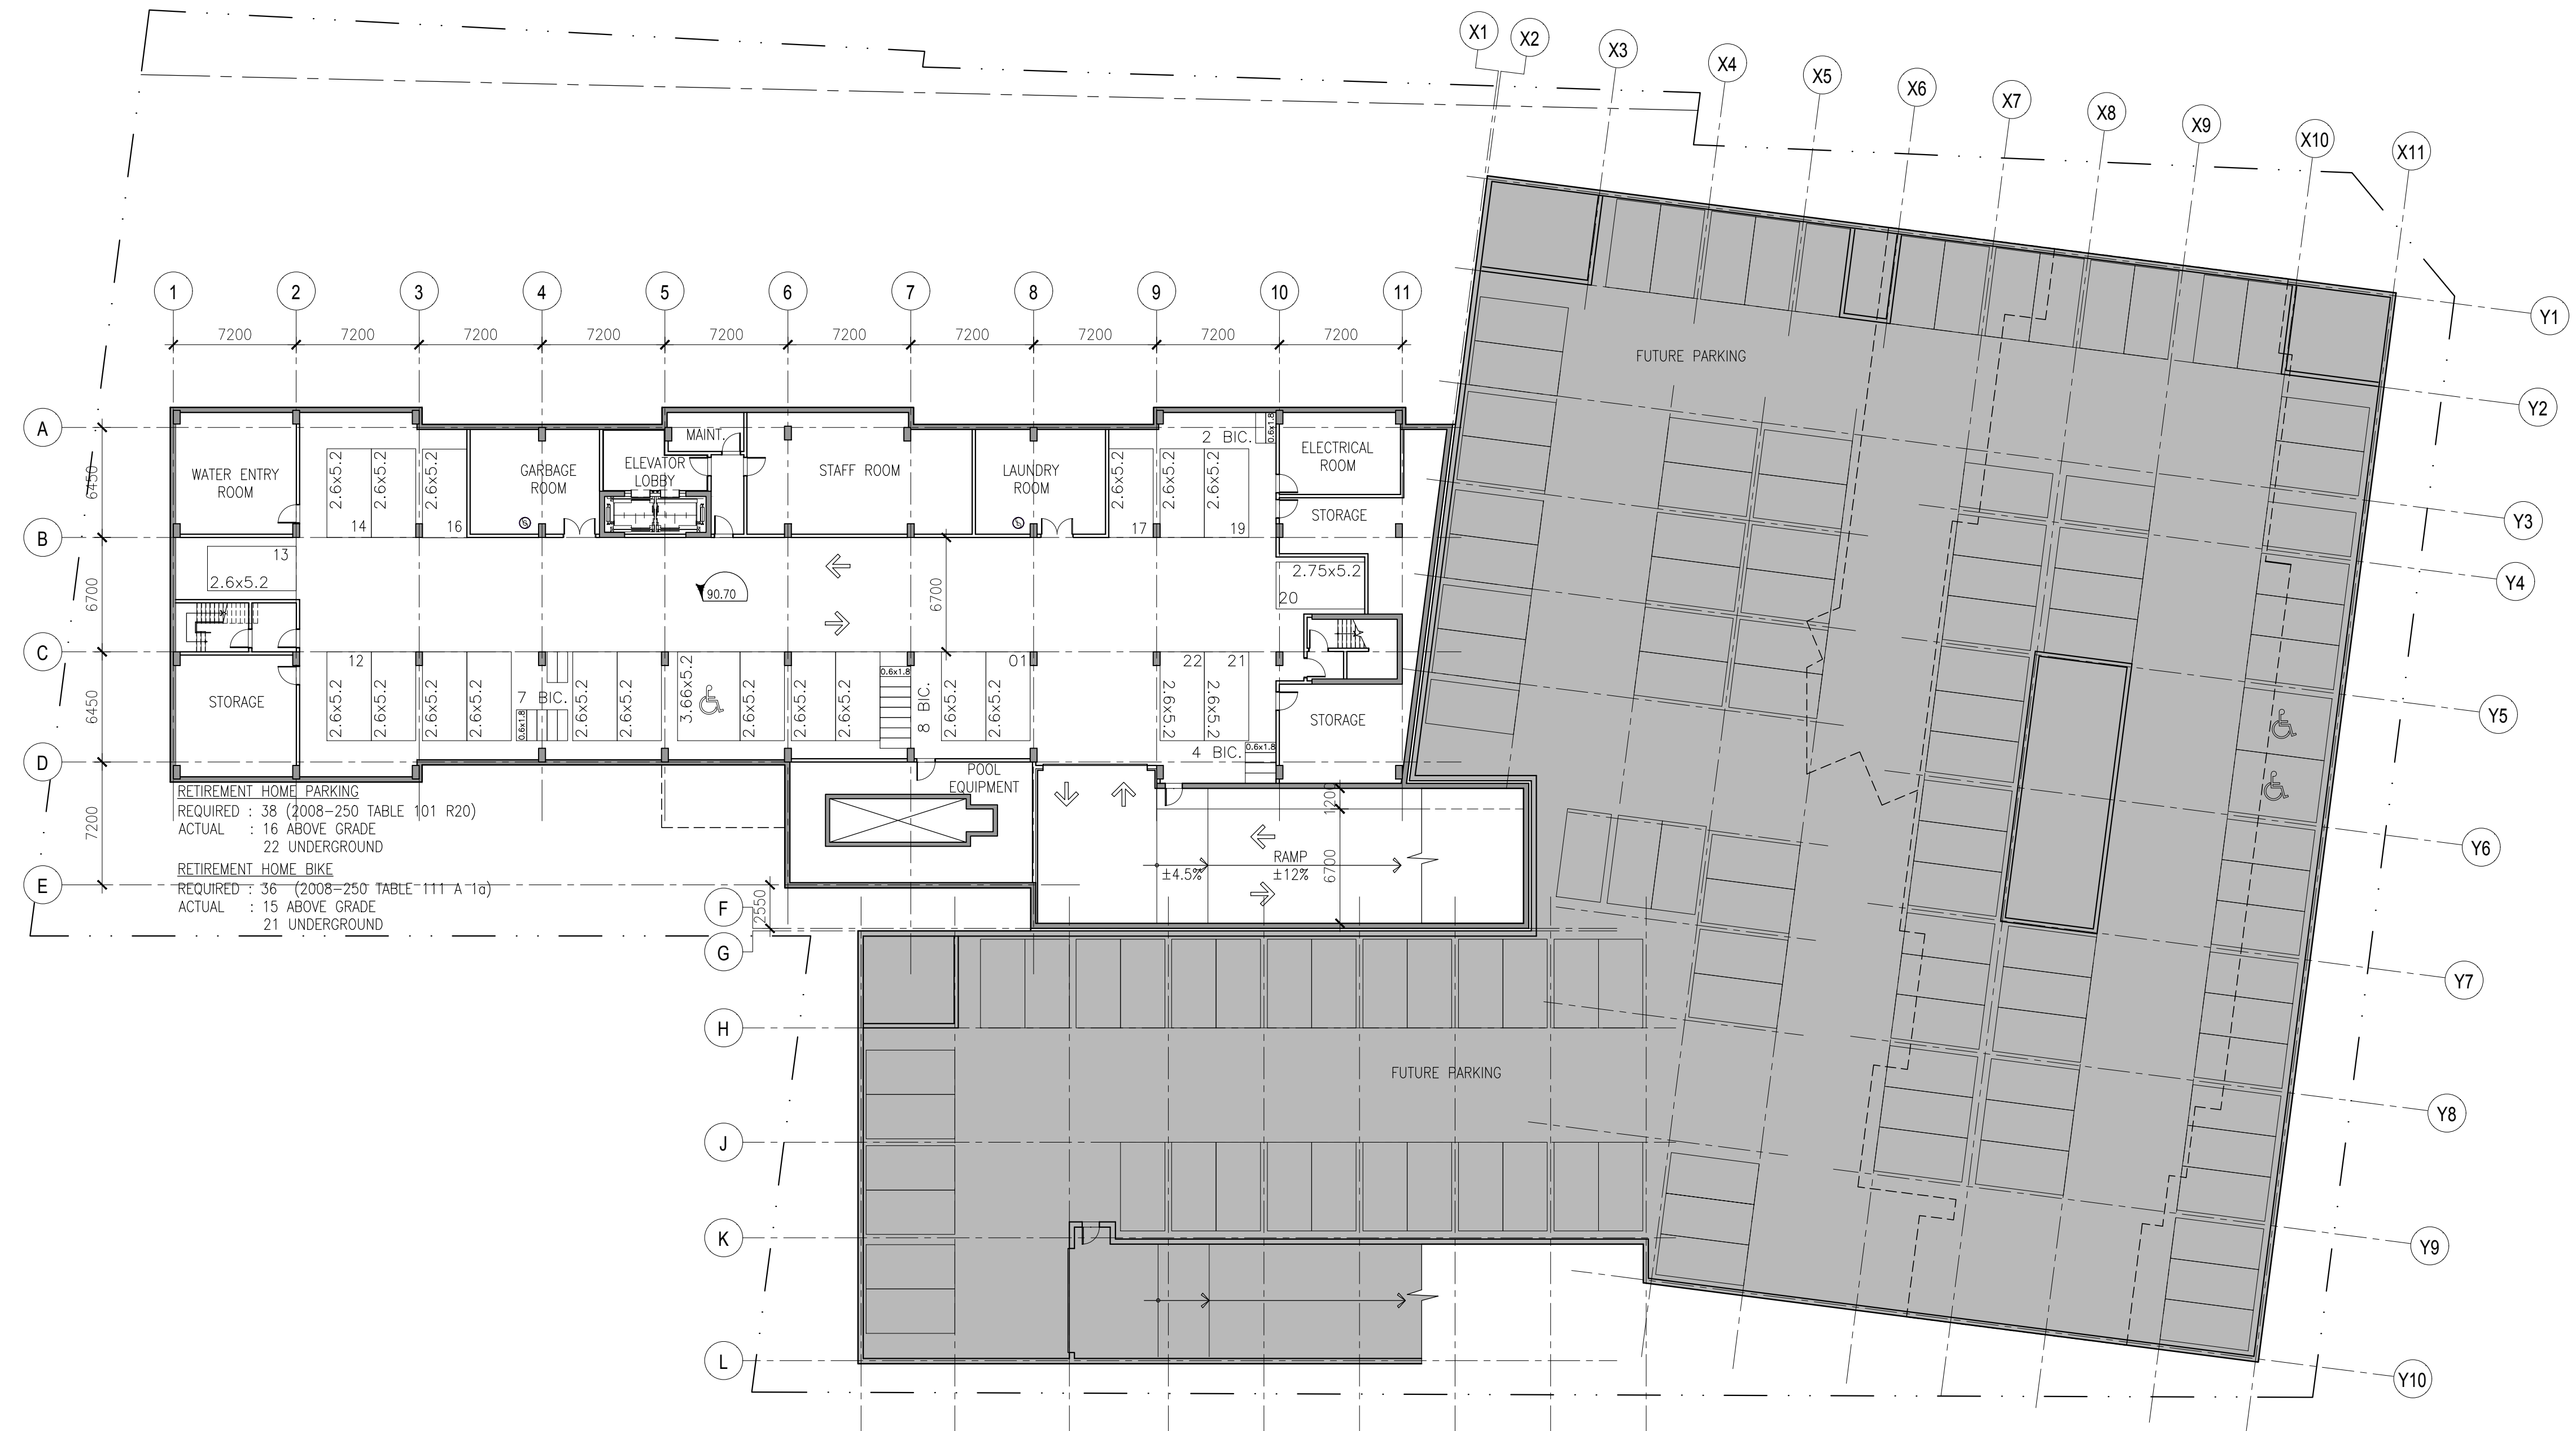 X1
X2
X3
X4
X5
X6
X7
X8
X9
X10
X11
Y1
Y2
Y3
Y4
Y5
Y6
Y7
Y8
Y9
Y10
FUTURE PARKING
1
2
3
4
5
6
7
8
9
10
11
7200
7200
7200
7200
7200
7200
7200
7200
7200
7200
A
B
C
D
E
F
G
H
J
K
L
6450
6700
6450
7200
2550
WATER ENTRY
ROOM
2.6x5.2
2.6x5.2
14
2.6x5.2
16
GARBAGE
ROOM
ELEVATOR
LOBBY
MAINT.
STAFF ROOM
LAUNDRY
ROOM
2.6x5.2
17
2.6x5.2
2.6x5.2
19
2 BIC.
0.6x1.8
ELECTRICAL
ROOM
STORAGE
13
2.6x5.2
90.70
6700
2.75x5.2
20
STORAGE
12
2.6x5.2
2.6x5.2
2.6x5.2
2.6x5.2
7 BIC.
0.6x1.8
2.6x5.2
2.6x5.2
3.66x5.2
2.6x5.2
2.6x5.2
2.6x5.2
0.6x1.8
8 BIC.
2.6x5.2
2.6x5.2
01
22
21
2.6x5.2
2.6x5.2
4 BIC.
0.6x1.8
STORAGE
POOL
EQUIPMENT
1200
6700
RAMP
±12%
±4.5%
RETIREMENT HOME PARKING
REQUIRED : 38 (2008-250 TABLE 101 R20)
ACTUAL : 16 ABOVE GRADE
22 UNDERGROUND
RETIREMENT HOME BIKE
REQUIRED : 36 (2008-250 TABLE 111 A 1a)
ACTUAL : 15 ABOVE GRADE
21 UNDERGROUND
FUTURE PARKING